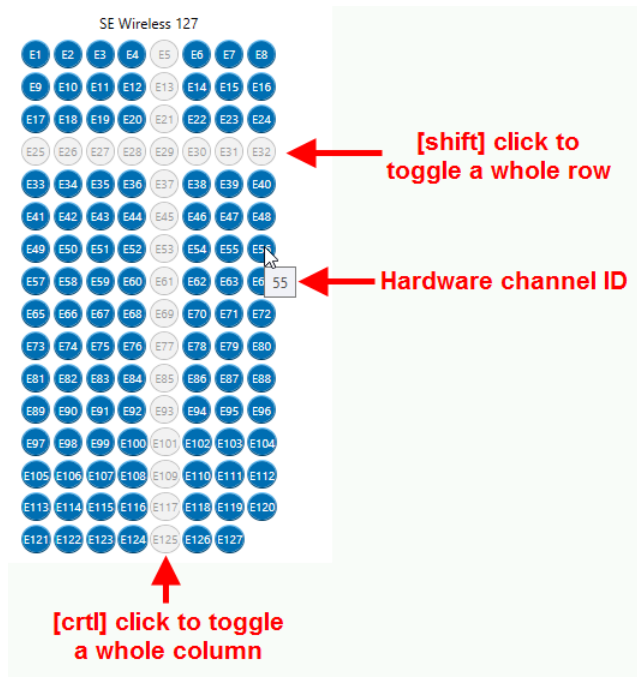 SE Wireless 127
E1 E2 E3 E4 E5 E6 E7 E8
E9 E10 E11 E12 E13 E14 E15 E16
E17 E18 E19 E20 E21 E22 E23 E24
E25 E26 E27 E28 E29 E30 E31 E32
[shift] click to
toggle a whole row
E33 E34 E35 E36 E37 E38 E39 E40
E41 E42 E43 E44 E45 E46 E47 E48
E49 E50 E51 E52 E53 E54 E55
E57 E58 E59 E60 E61 E62 E63
55
Hardware channel ID
E65 E66 E67 E68 E69 E70 E71 E72
E73 E74 E75 E76 E77 E78 E79 E80
E81 E82 E83 E84 E85 E86 E87 E88
E89 E90 E91 E92 E93 E94 E95 E96
E97 E98 E99 E100 E101 E102 E103 E104
E105 E106 E107 E108 E109 E110 E111 E112
E113 E114 E115 E116 E117 E118 E119 E120
E121 E122 E123 E124 E125 E126 E127
[crtl] click to toggle
a whole column